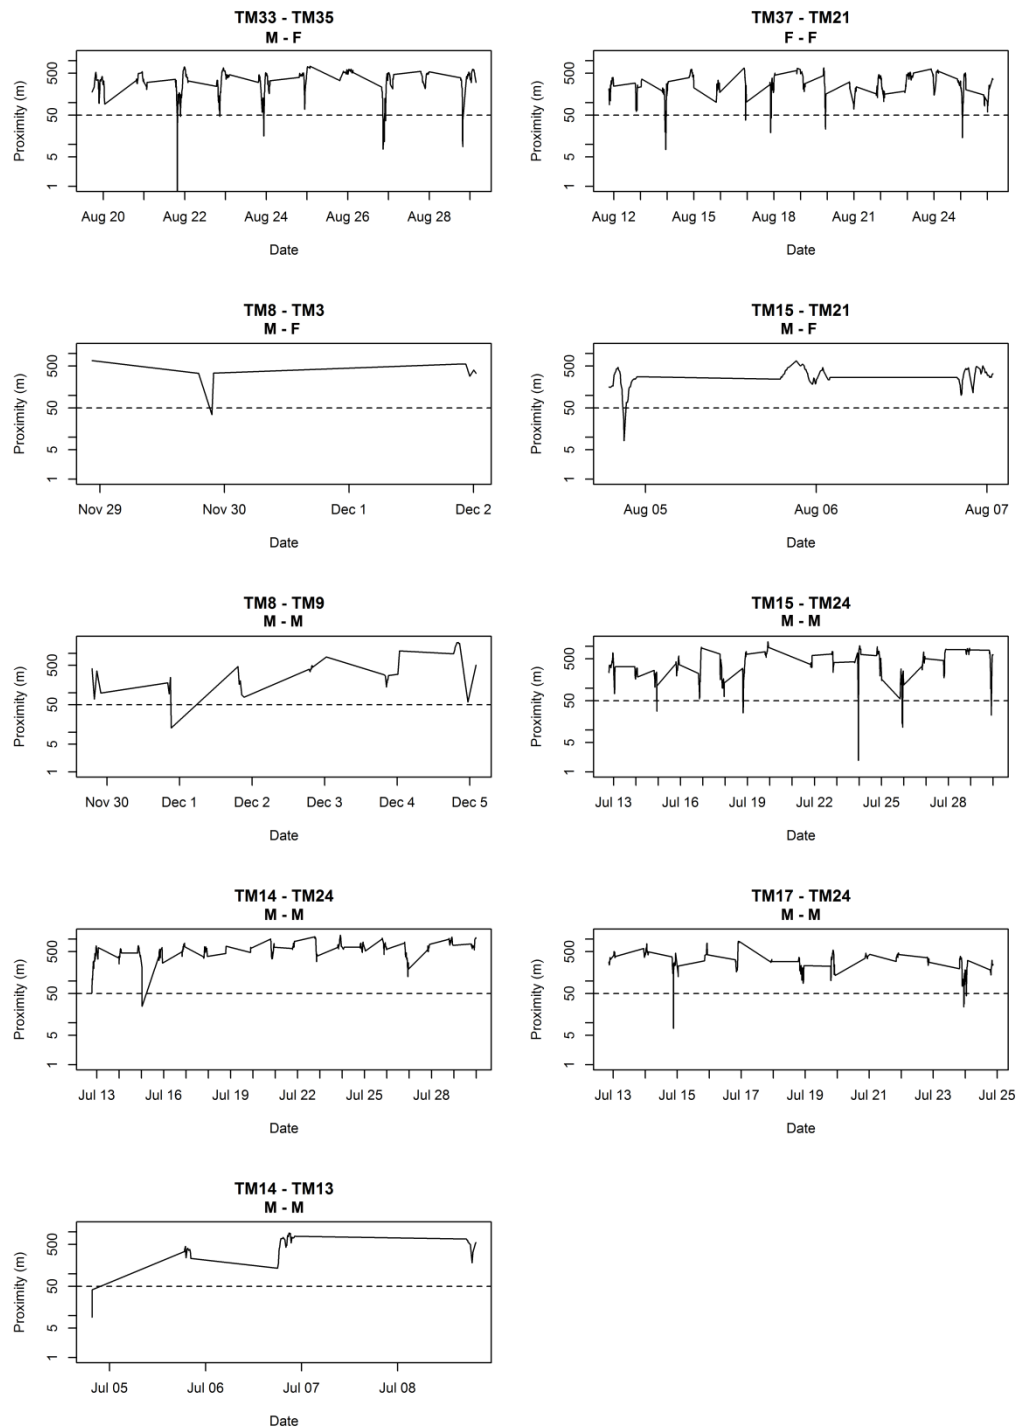 TM33 - TM35
M - F
Proximity (m)
500
50
5
1
Aug 20
Aug 22
Aug 24
Aug 26
Aug 28
Date
TM37 - TM21
F - F
Proximity (m)
500
50
5
1
Aug 12
Aug 15
Aug 18
Aug 21
Aug 24
Date
TM8 - TM3
M - F
Proximity (m)
500
50
5
1
Nov 29
Nov 30
Dec 1
Dec 2
Date
TM15 - TM21
M - F
Proximity (m)
500
50
5
1
Aug 05
Aug 06
Aug 07
Date
TM8 - TM9
M - M
Proximity (m)
500
50
5
1
Nov 30
Dec 1
Dec 2
Dec 3
Dec 4
Dec 5
Date
TM15 - TM24
M - M
Proximity (m)
500
50
5
1
Jul 13
Jul 16
Jul 19
Jul 22
Jul 25
Jul 28
Date
TM14 - TM24
M - M
Proximity (m)
500
50
5
1
Jul 13
Jul 16
Jul 19
Jul 22
Jul 25
Jul 28
Date
TM17 - TM24
M - M
Proximity (m)
500
50
5
1
Jul 13
Jul 15
Jul 17
Jul 19
Jul 21
Jul 23
Jul 25
Date
TM14 - TM13
M - M
Proximity (m)
500
50
5
1
Jul 05
Jul 06
Jul 07
Jul 08
Date